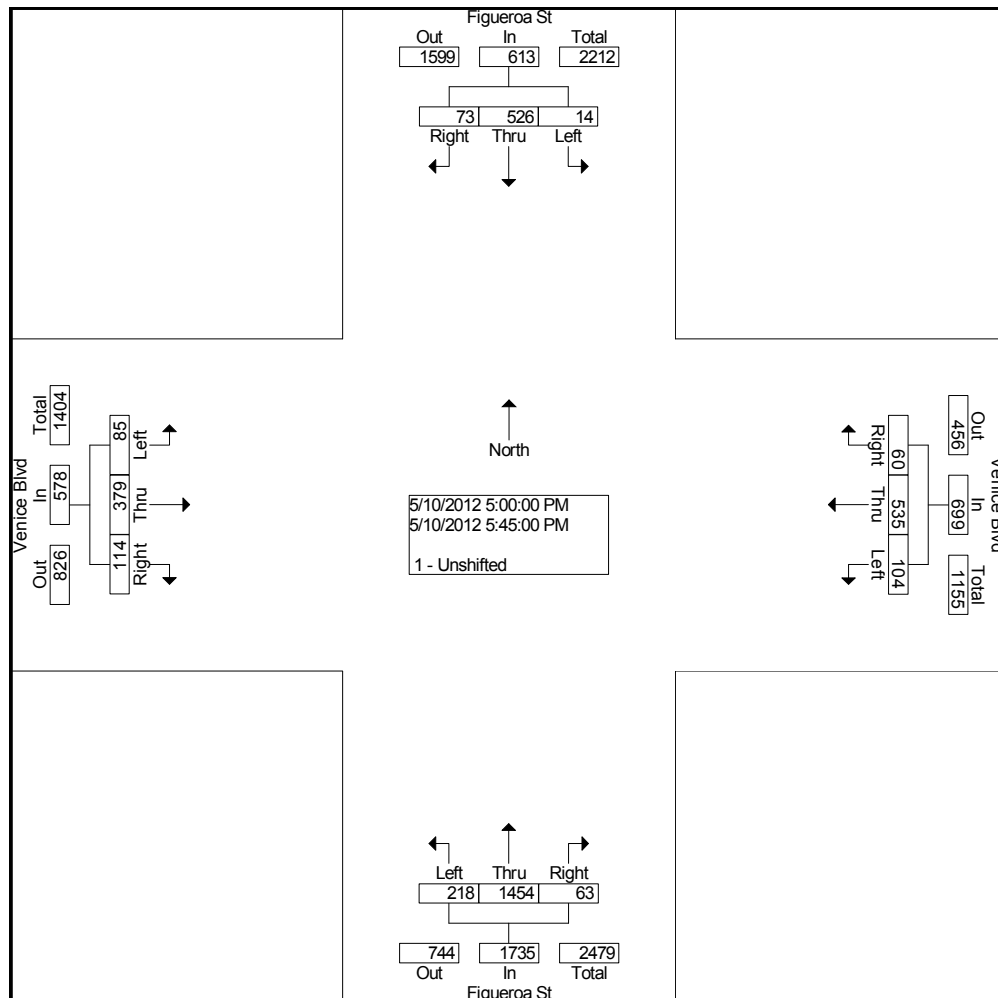 Figueroa St
Out In Total
1599 613 2212
73 526 14
Right Thru Left
Venice Blvd
Total In Out
1404 578 826
85 379 114
Left Thru Right
North
5/10/2012 5:00:00 PM
5/10/2012 5:45:00 PM
1 - Unshifted
Right Thru Left
60 535 104
Out In Total
456 699 1155
Venice Blvd
Left Thru Right
218 1454 63
744 1735 2479
Out In Total
Figueroa St